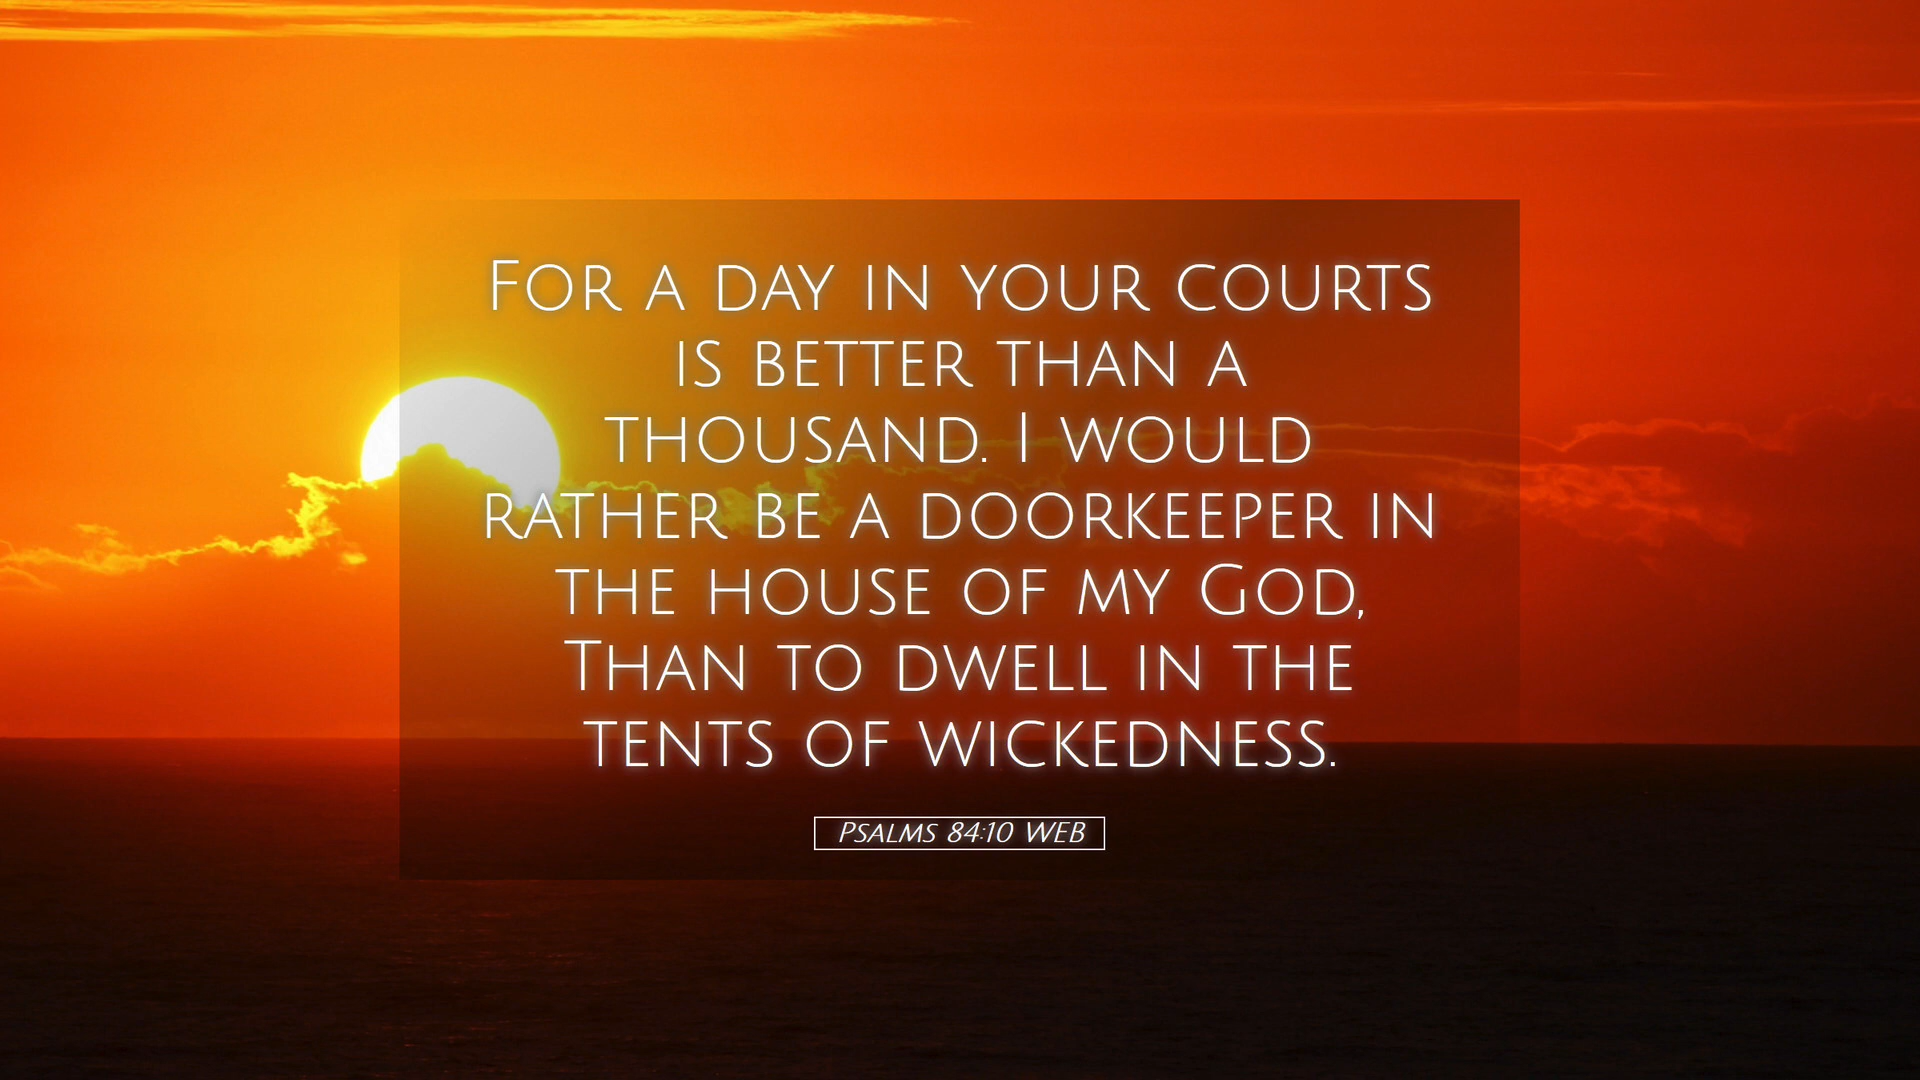 For a day in your courts
is better than a
thousand. I would
rather be a doorkeeper in
the house of my God,
Than to dwell in the
tents of wickedness.
Psalms 84:10 WEB